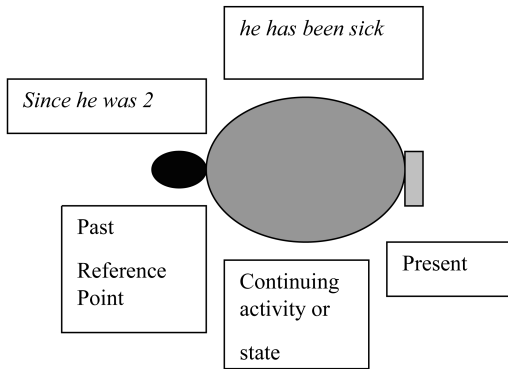 he has been sick
Since he was 2
Past
Reference
Point
Continuing
activity or
state
Present